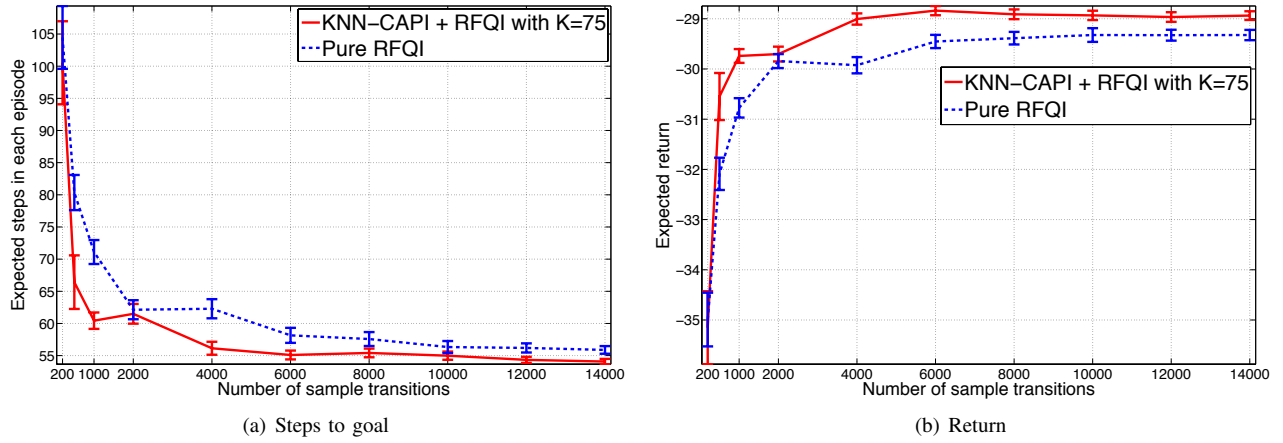 KNN−CAPI + RFQI with K=75
Pure RFQI
Expected steps in each episode
105
100
95
90
85
80
75
70
65
60
55
200 1000 2000 4000 6000 8000 10000 12000 14000
Number of sample transitions
(a) Steps to goal
KNN−CAPI + RFQI with K=75
Pure RFQI
Expected return
−29
−30
−31
−32
−33
−34
−35
200 1000 2000 4000 6000 8000 10000 12000 14000
Number of sample transitions
(b) Return